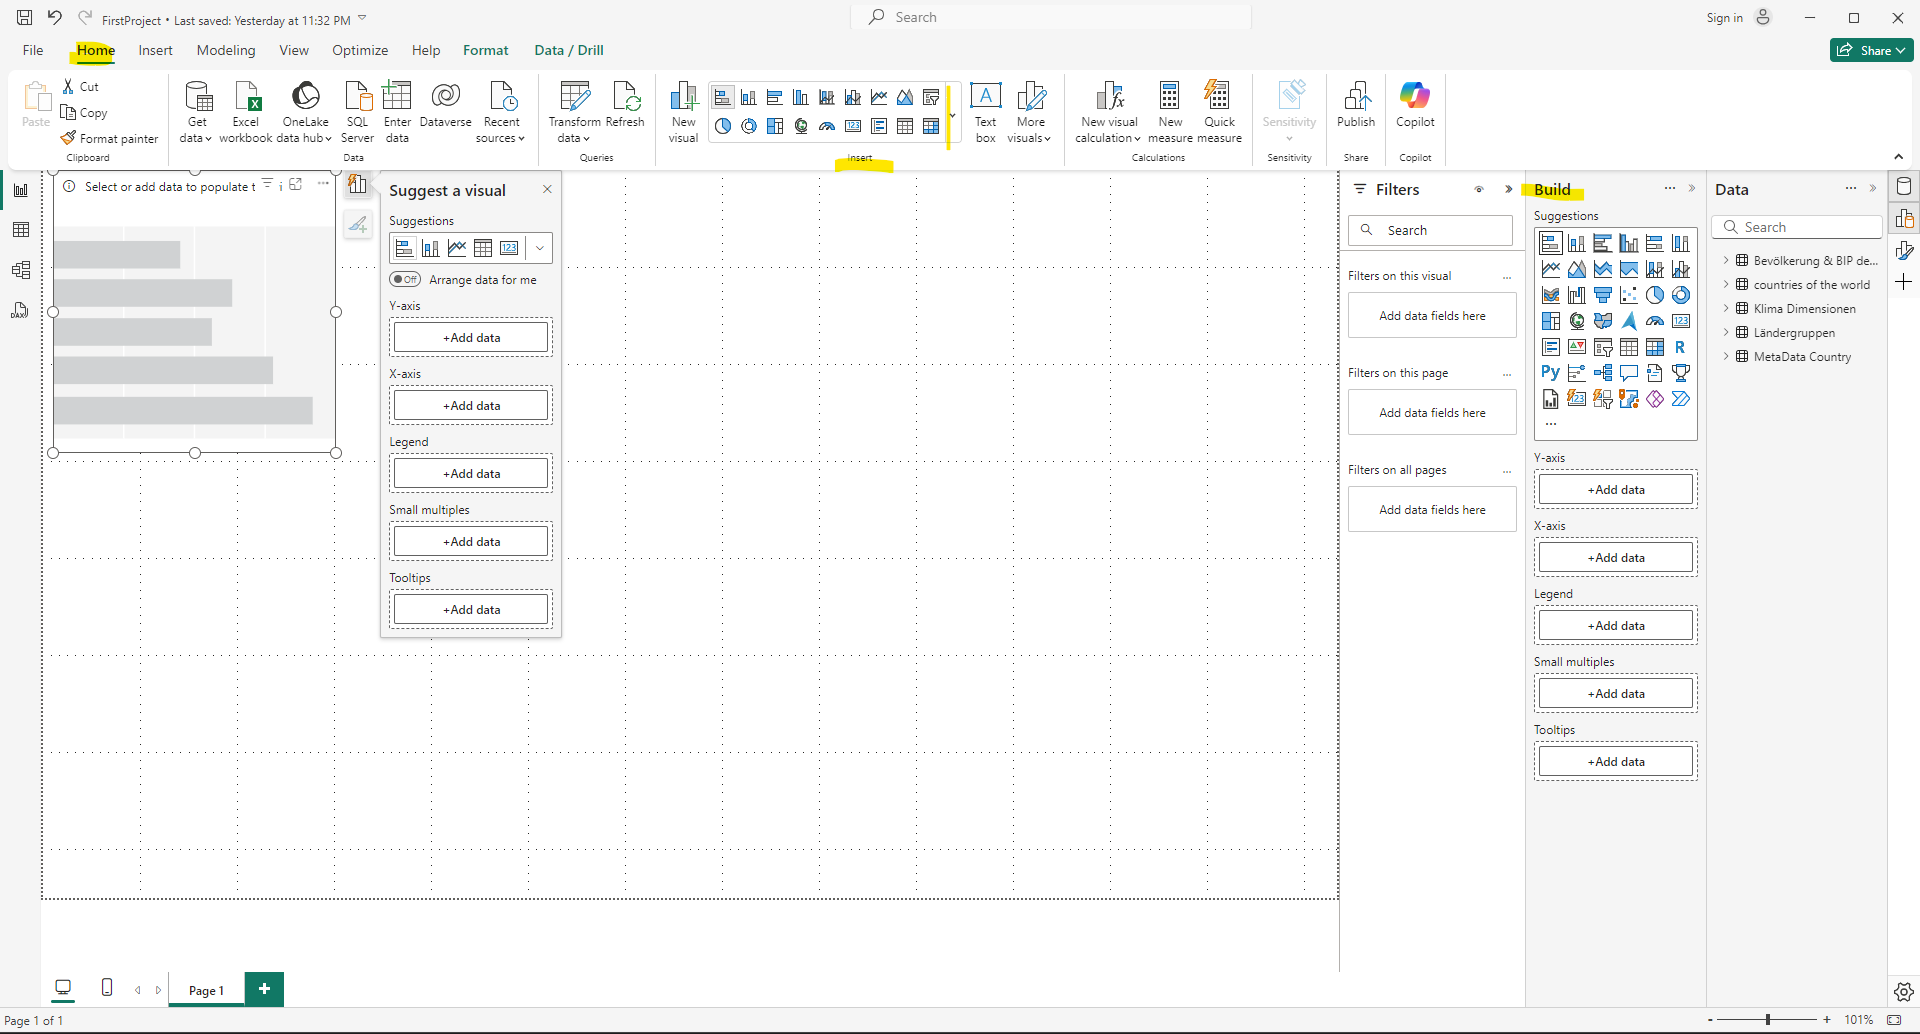 FirstProject • Last saved: Yesterday at 11:32 PM
Search
Sign in
File Home Insert Modeling View Optimize Help Format Data / Drill
Share
Paste
Cut
Copy
Format painter
Clipboard
Get data
Excel workbook
OneLake data hub
SQL Server
Enter data
Dataverse
Recent sources
Data
Transform data
Refresh
Queries
New visual
Text box
More visuals
Insert
New visual calculation
New measure
Quick measure
Calculations
Sensitivity
Sensitivity
Publish
Share
Copilot
Copilot
Select or add data to populate t
Suggest a visual
Suggestions
123
Off
Arrange data for me
Y-axis
+Add data
X-axis
+Add data
Legend
+Add data
Small multiples
+Add data
Tooltips
+Add data
Filters
Search
Filters on this visual
Add data fields here
Filters on this page
Add data fields here
Filters on all pages
Add data fields here
Build
Suggestions
123
R
Py
123
Y-axis
+Add data
X-axis
+Add data
Legend
+Add data
Small multiples
+Add data
Tooltips
+Add data
Data
Search
Bevölkerung & BIP de...
countries of the world
Klima Dimensionen
Ländergruppen
MetaData Country
DAX
Page 1
Page 1 of 1
- + 101%